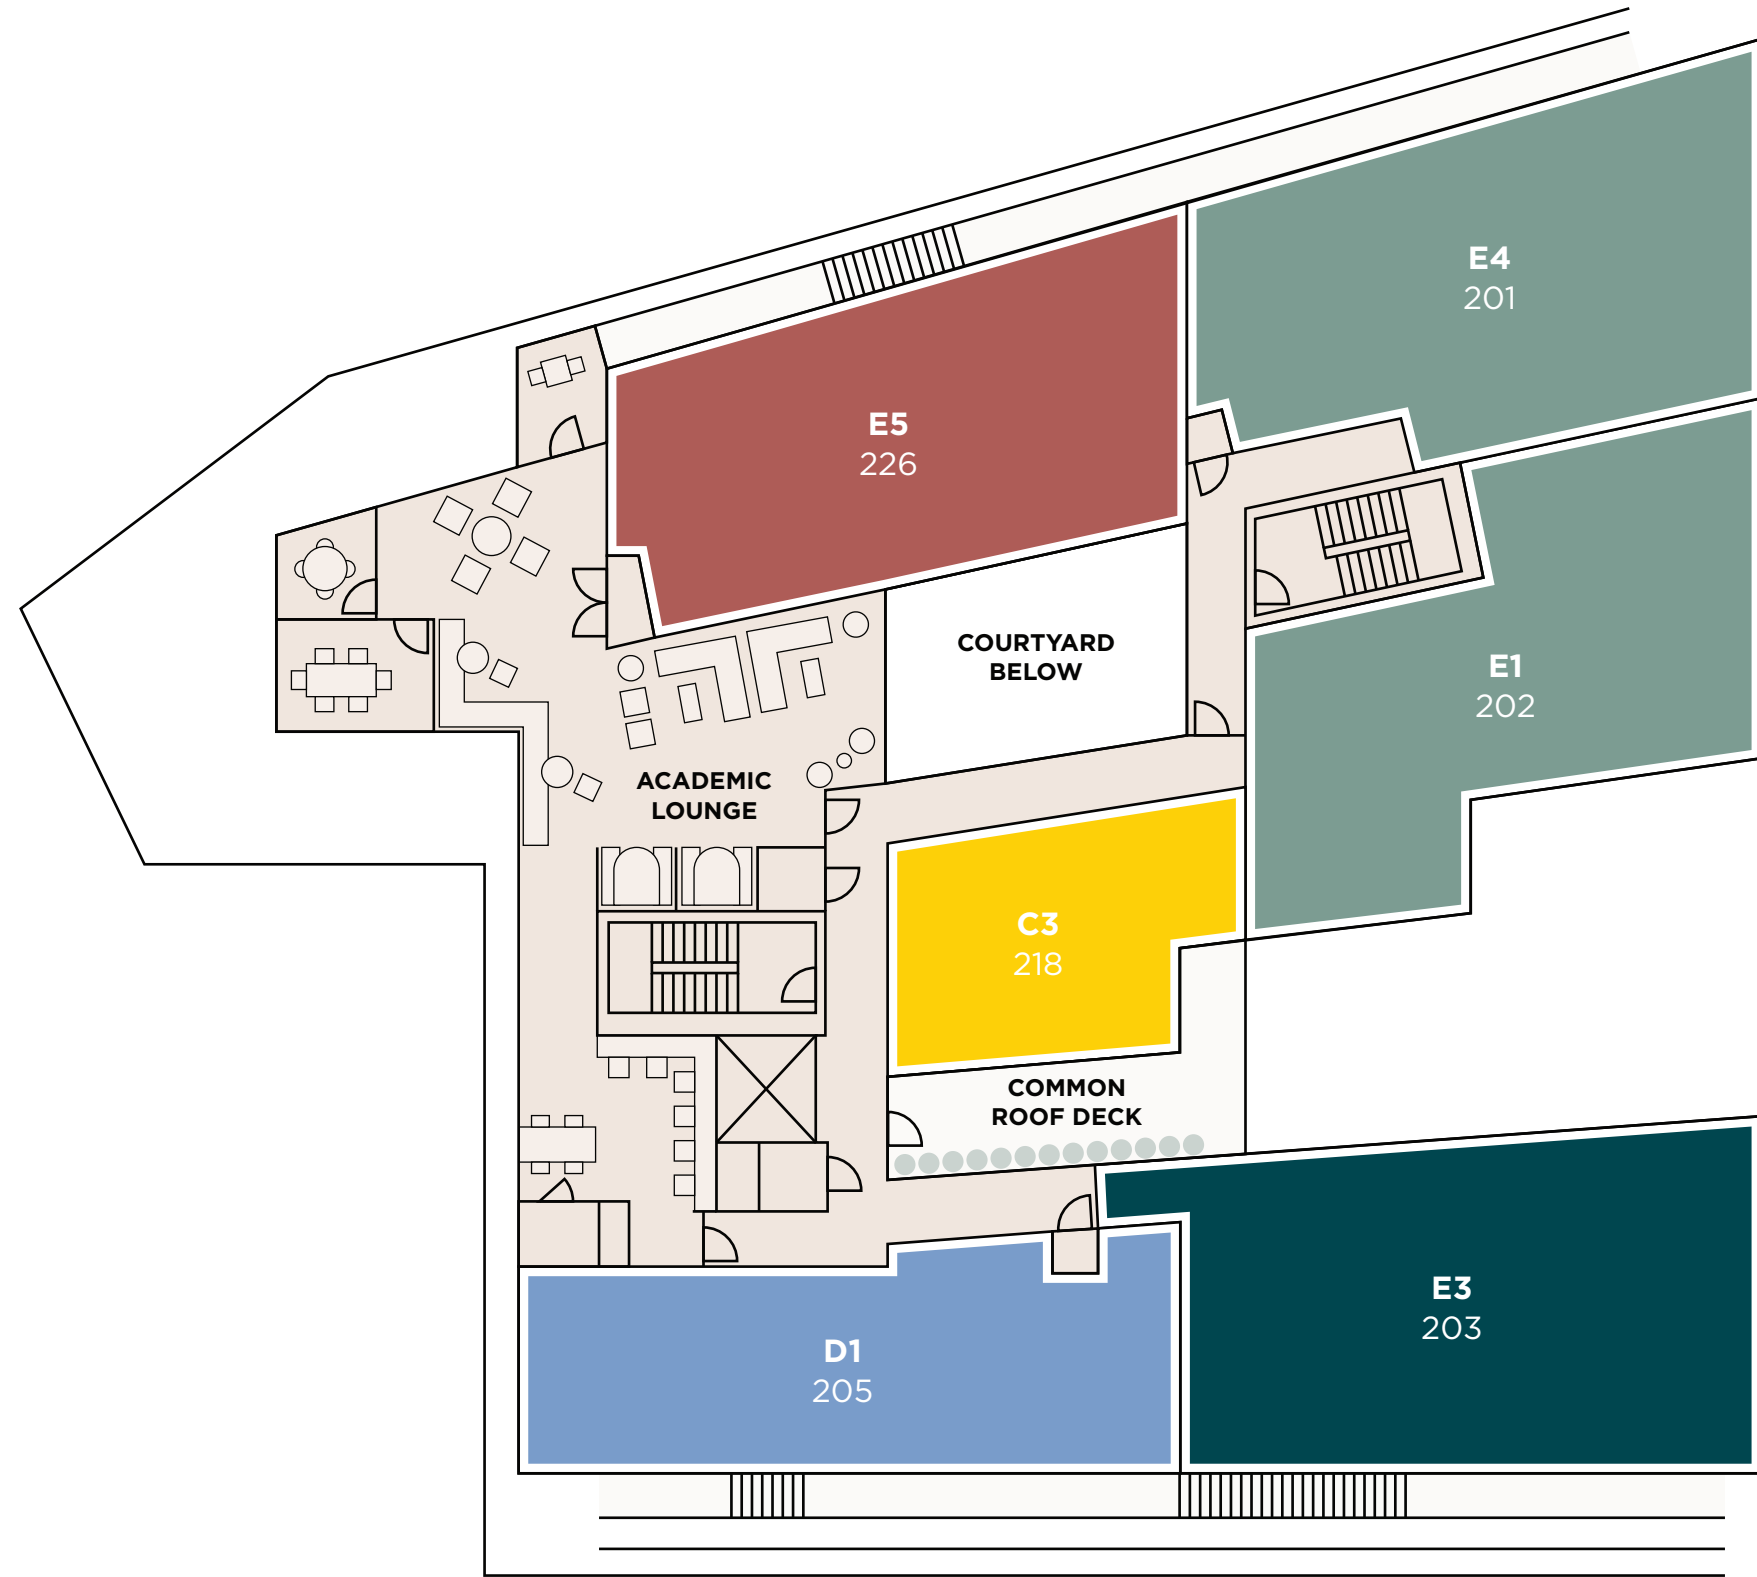 E4
201
E5
226
COURTYARD
BELOW
E1
202
ACADEMIC
LOUNGE
C3
218
COMMON
ROOF DECK
E3
203
D1
205